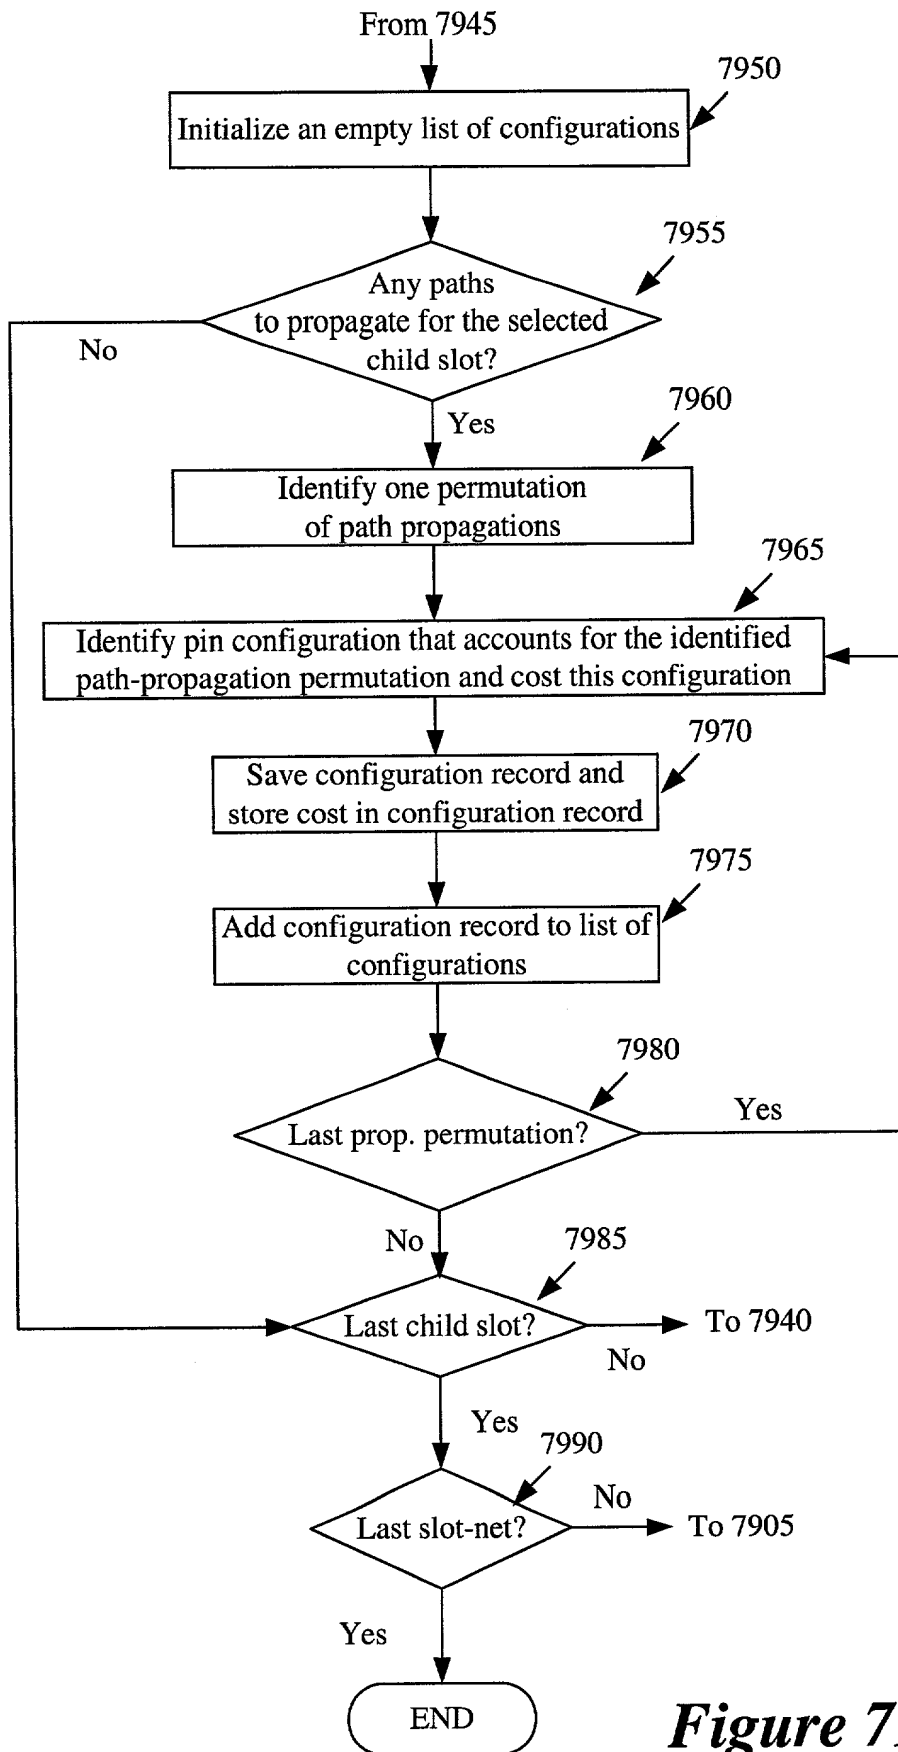 From 7945
7950
Initialize an empty list of configurations
7955
Any paths
to propagate for the selected
child slot?
No
7960
Yes
Identify one permutation
of path propagations
7965
Identify pin configuration that accounts for the identified
path-propagation permutation and cost this configuration
7970
Save configuration record and
store cost in configuration record
7975
Add configuration record to list of
configurations
7980
Last prop. permutation?
Yes
No
7985
Last child slot?
To 7940
No
Yes
7990
Last slot-net?
No
To 7905
Yes
END
Figure 7